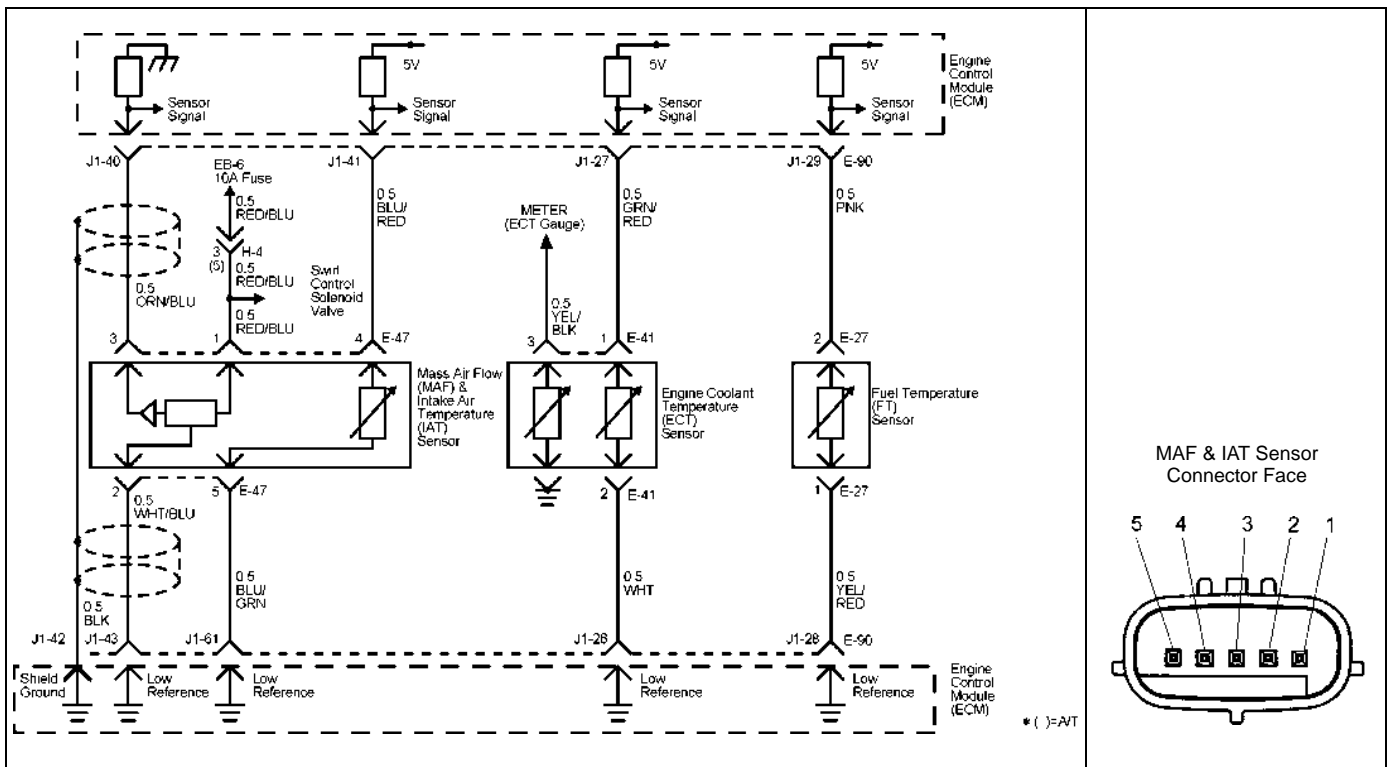 5V
5V
5V
Engine
Control
Module
(ECM)
Sensor
Signal
Sensor
Signal
Sensor
Signal
Sensor
Signal
J1-40
J1-41
J1-27
J1-29
E-90
EB-6
10A Fuse
0.5
RED/BLU
0.5
BLU/
RED
METER
(ECT Gauge)
0.5
GRN/
RED
0.5
PNK
3
(5)
H-4
0.5
RED/BLU
Swirl
Control
Solenoid
Valve
0.5
ORN/BLU
0.5
RED/BLU
0.5
YEL/
BLK
3
1
4
E-47
3
1
E-41
2
E-27
Mass Air Flow
(MAF) &
Intake Air
Temperature
(IAT)
Sensor
Engine Coolant
Temperature
(ECT)
Sensor
Fuel Temperature
(FT)
Sensor
2
5
E-47
2
E-41
1
E-27
0.5
WHT/BLU
0.5
BLU/
GRN
0.5
WHT
0.5
YEL/
RED
0.5
BLK
J1-42
J1-43
J1-61
J1-26
J1-28
E-90
Shield
Ground
Low
Reference
Low
Reference
Low
Reference
Low
Reference
Engine
Control
Module
(ECM)
* ( )=A/T
MAF & IAT Sensor
Connector Face
5 4 3 2 1